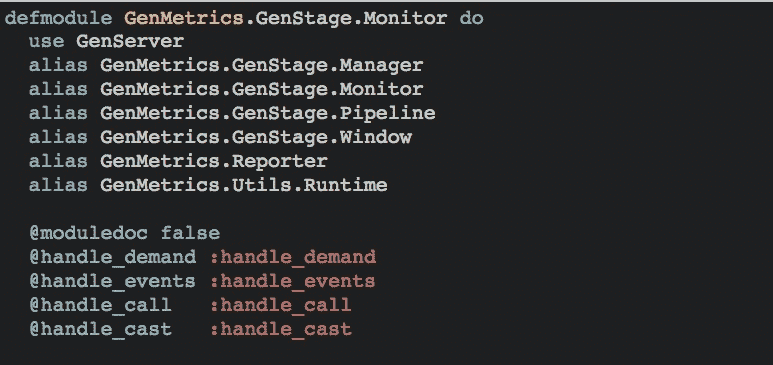 defmodule GenMetrics.GenStage.Monitor do
  use GenServer
  alias GenMetrics.GenStage.Manager
  alias GenMetrics.GenStage.Monitor
  alias GenMetrics.GenStage.Pipeline
  alias GenMetrics.GenStage.Window
  alias GenMetrics.Reporter
  alias GenMetrics.Utils.Runtime

  @moduledoc false
  @handle_demand :handle_demand
  @handle_events :handle_events
  @handle_call   :handle_call
  @handle_cast   :handle_cast